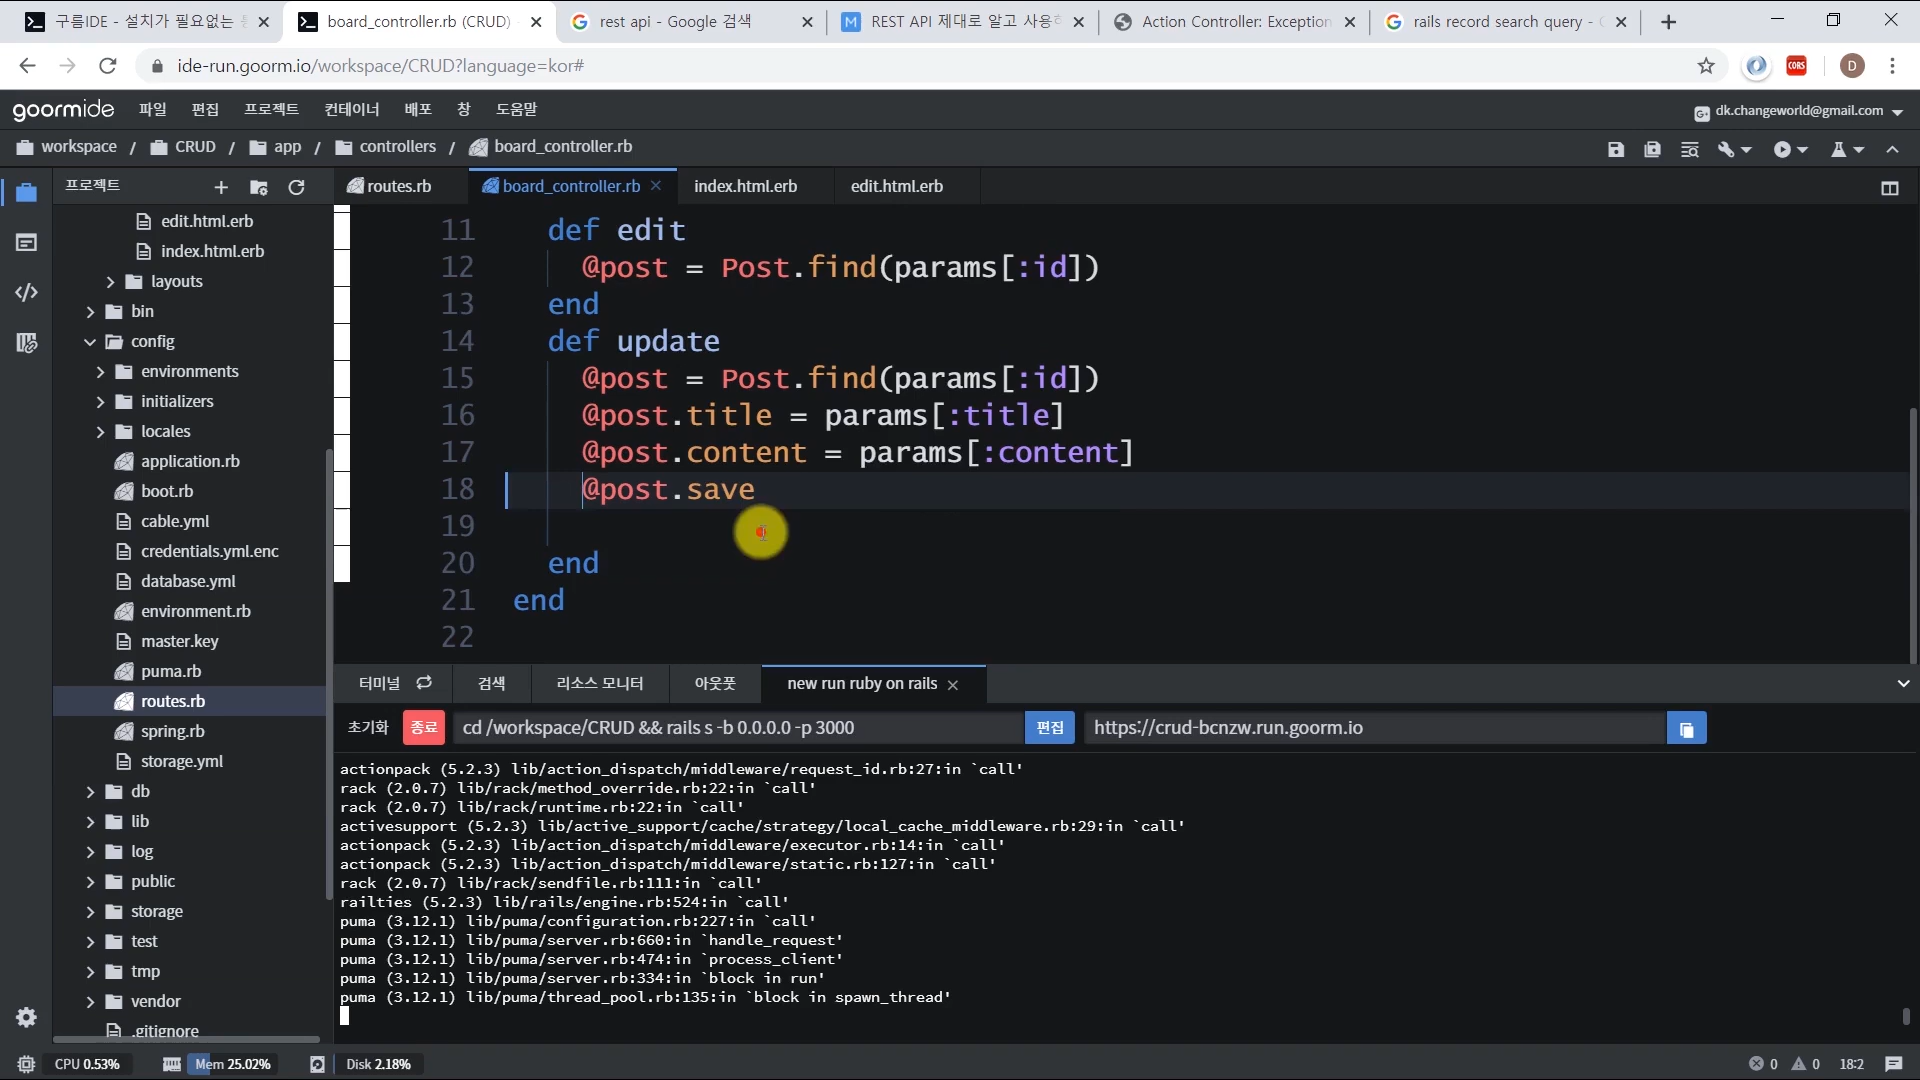 구름IDE - 설치가 필요없는
board_controller.rb (CRUD)
rest api - Google 검색
REST API 제대로 알고 사용하
Action Controller: Exception
rails record search query -
ide-run.goorm.io/workspace/CRUD?language=kor#
CORS
D
goormide
파일
편집
프로젝트
컨테이너
배포
창
도움말
G+
dk.changeworld@gmail.com
workspace / CRUD / app / controllers / board_controller.rb
프로젝트
routes.rb
board_controller.rb
index.html.erb
edit.html.erb
edit.html.erb
index.html.erb
layouts
bin
config
environments
initializers
locales
application.rb
boot.rb
cable.yml
credentials.yml.enc
database.yml
environment.rb
master.key
puma.rb
routes.rb
spring.rb
storage.yml
db
lib
log
public
storage
test
tmp
vendor
.gitignore
11 def edit
12 @post = Post.find(params[:id])
13 end
14 def update
15 @post = Post.find(params[:id])
16 @post.title = params[:title]
17 @post.content = params[:content]
18 @post.save
19
20 end
21 end
22
터미널
검색
리소스 모니터
아웃풋
new run ruby on rails
초기화
종료
cd /workspace/CRUD && rails s -b 0.0.0.0 -p 3000
편집
https://crud-bcnzw.run.goorm.io
actionpack (5.2.3) lib/action_dispatch/middleware/request_id.rb:27:in `call'
rack (2.0.7) lib/rack/method_override.rb:22:in `call'
rack (2.0.7) lib/rack/runtime.rb:22:in `call'
activesupport (5.2.3) lib/active_support/cache/strategy/local_cache_middleware.rb:29:in `call'
actionpack (5.2.3) lib/action_dispatch/middleware/executor.rb:14:in `call'
actionpack (5.2.3) lib/action_dispatch/middleware/static.rb:127:in `call'
rack (2.0.7) lib/rack/sendfile.rb:111:in `call'
railties (5.2.3) lib/rails/engine.rb:524:in `call'
puma (3.12.1) lib/puma/configuration.rb:227:in `call'
puma (3.12.1) lib/puma/server.rb:660:in `handle_request'
puma (3.12.1) lib/puma/server.rb:474:in `process_client'
puma (3.12.1) lib/puma/server.rb:334:in `block in run'
puma (3.12.1) lib/puma/thread_pool.rb:135:in `block in spawn_thread'
CPU 0.53%
Mem 25.02%
Disk 2.18%
0
0
18:2